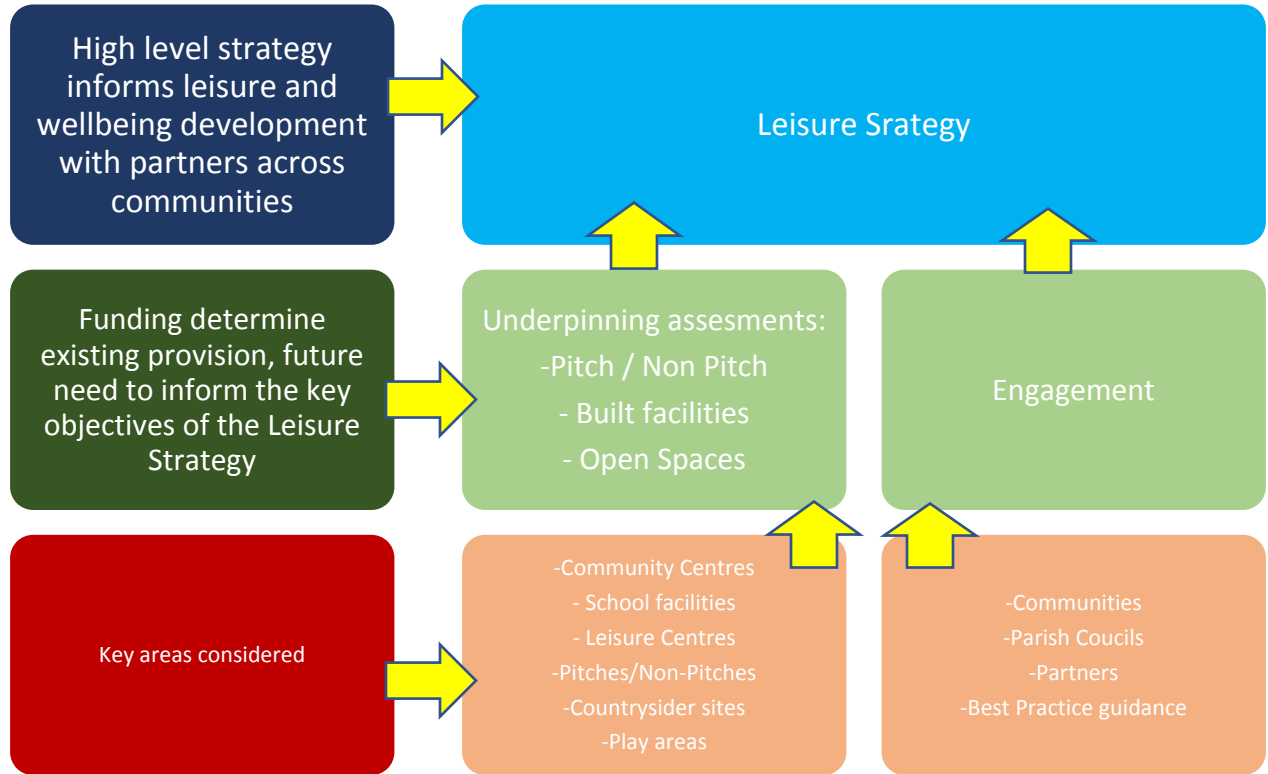 High level strategy
informs leisure and
wellbeing development
with partners across
communities
Leisure Srategy
Funding determine
existing provision, future
need to inform the key
objectives of the Leisure
Strategy
Underpinning assesments:
-Pitch / Non Pitch
- Built facilities
- Open Spaces
Engagement
Key areas considered
-Community Centres
- School facilities
- Leisure Centres
-Pitches/Non-Pitches
-Countrysider sites
-Play areas
-Communities
-Parish Coucils
-Partners
-Best Practice guidance